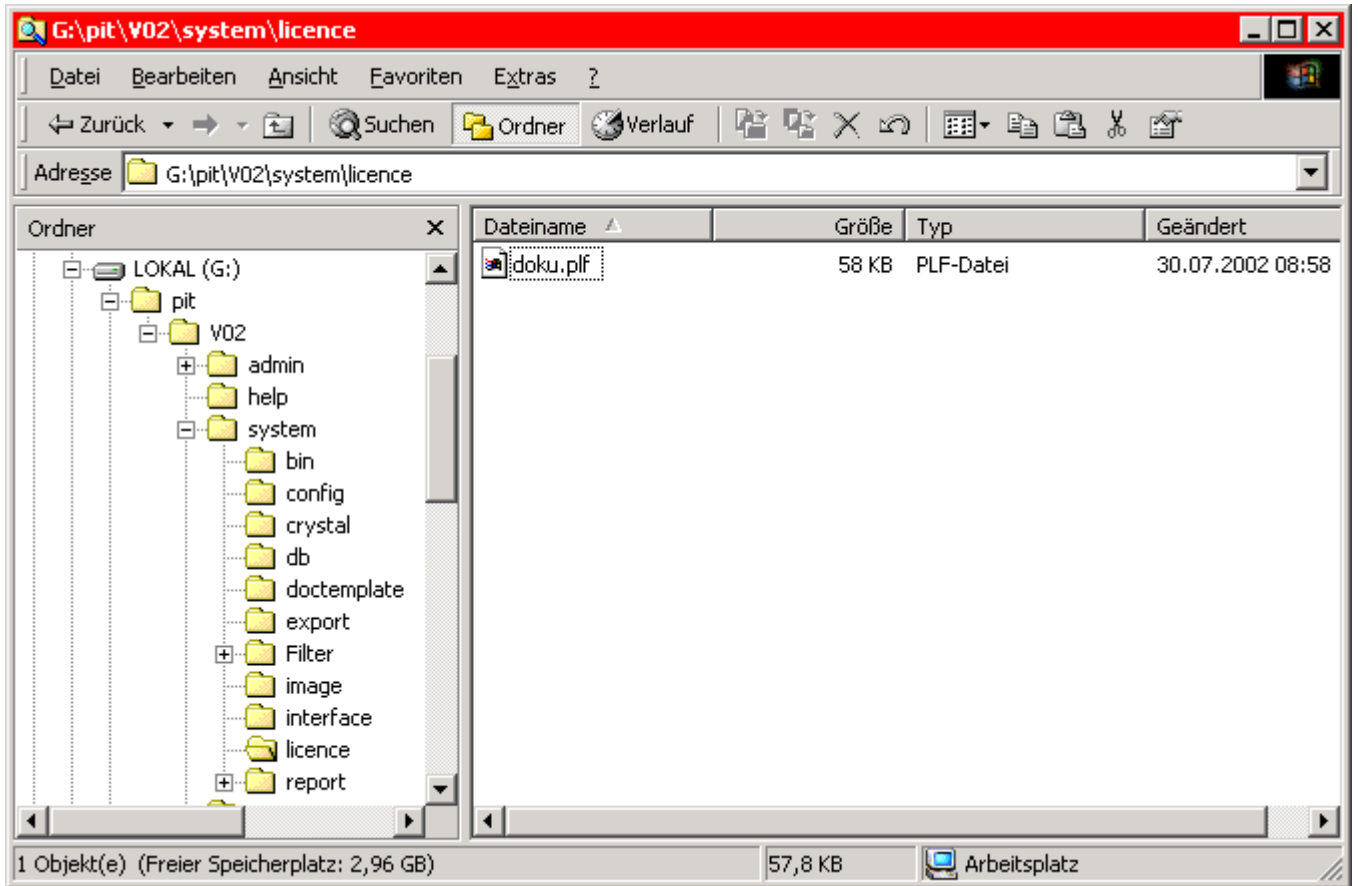 G:\pit\V02\system\licence
Datei Bearbeiten Ansicht Favoriten Extras ?
Zurück Suchen Ordner Verlauf
Adresse G:\pit\V02\system\licence
Ordner
LOKAL (G:)
pit
V02
admin
help
system
bin
config
crystal
db
doctemplate
export
Filter
image
interface
licence
report
Dateiname Größe Typ Geändert
doku.plf 58 KB PLF-Datei 30.07.2002 08:58
1 Objekt(e) (Freier Speicherplatz: 2,96 GB) 57,8 KB Arbeitsplatz